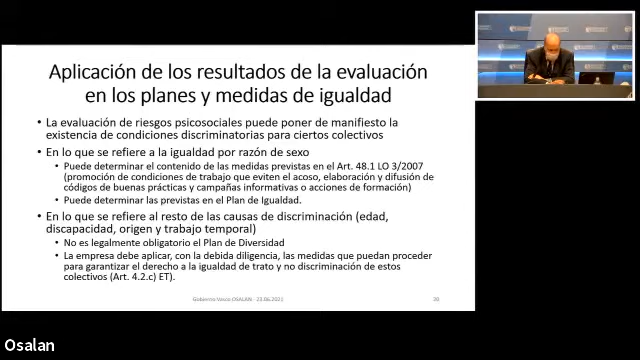 Aplicación de los resultados de la evaluación
en los planes y medidas de igualdad
• La evaluación de riesgos psicosociales puede poner de manifiesto la
existencia de condiciones discriminatorias para ciertos colectivos
• En lo que se refiere a la igualdad por razón de sexo
• Puede determinar el contenido de las medidas previstas en el Art. 48.1 LO 3/2007
(promoción de condiciones de trabajo que eviten el acoso, elaboración y difusión de
códigos de buenas prácticas y campañas informativas o acciones de formación)
• Puede determinar las previstas en el Plan de Igualdad.
• En lo que se refiere al resto de las causas de discriminación (edad,
discapacidad, origen y trabajo temporal)
• No es legalmente obligatorio el Plan de Diversidad
• La empresa debe aplicar, con la debida diligencia, las medidas que puedan proceder
para garantizar el derecho a la igualdad de trato y no discriminación de estos
colectivos (Art. 4.2.c) ET).
Gobierno Vasco OSALAN - 23.06.2021
Osalan